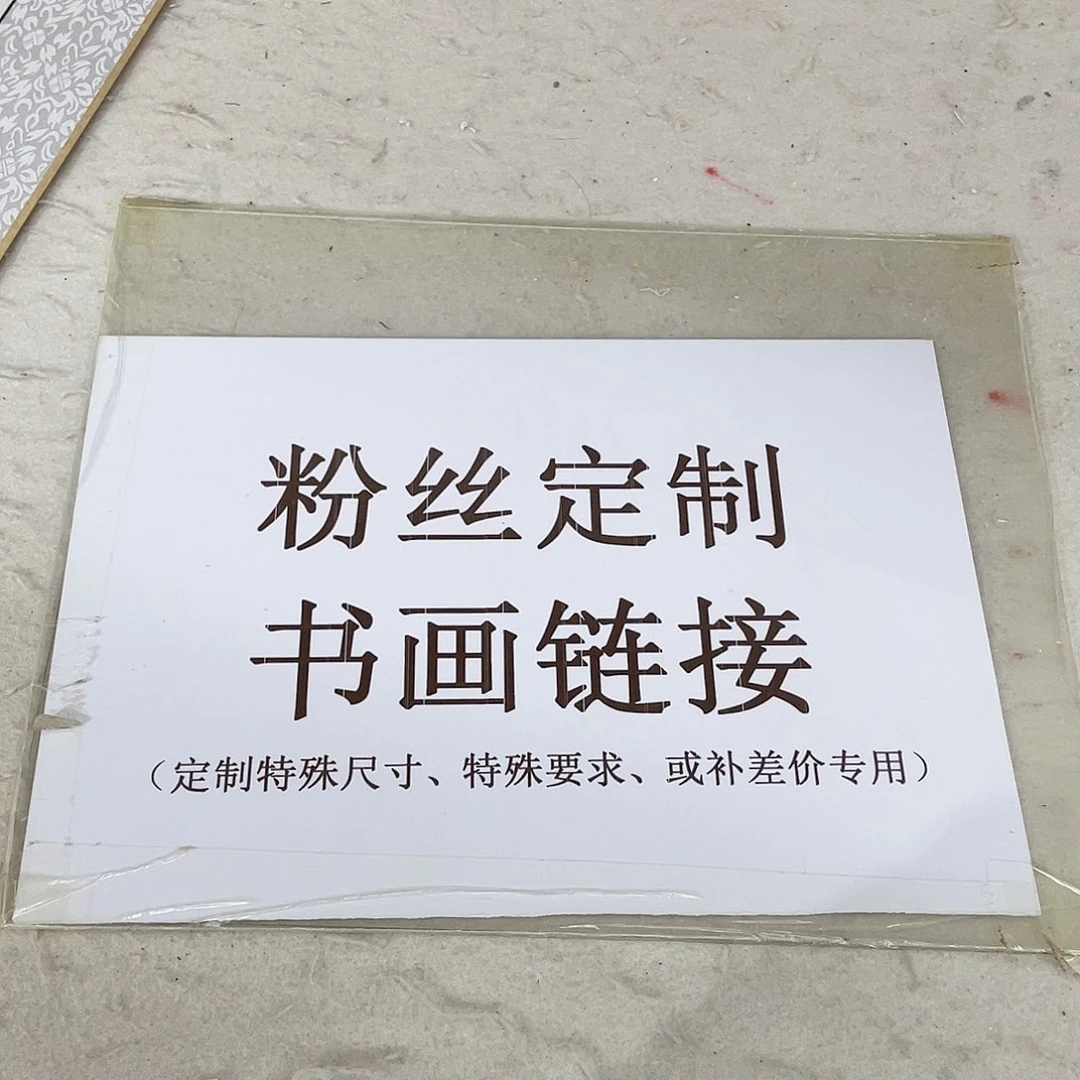 粉丝定制
书画链接
（定制特殊尺寸、特殊要求、或补差价专用）